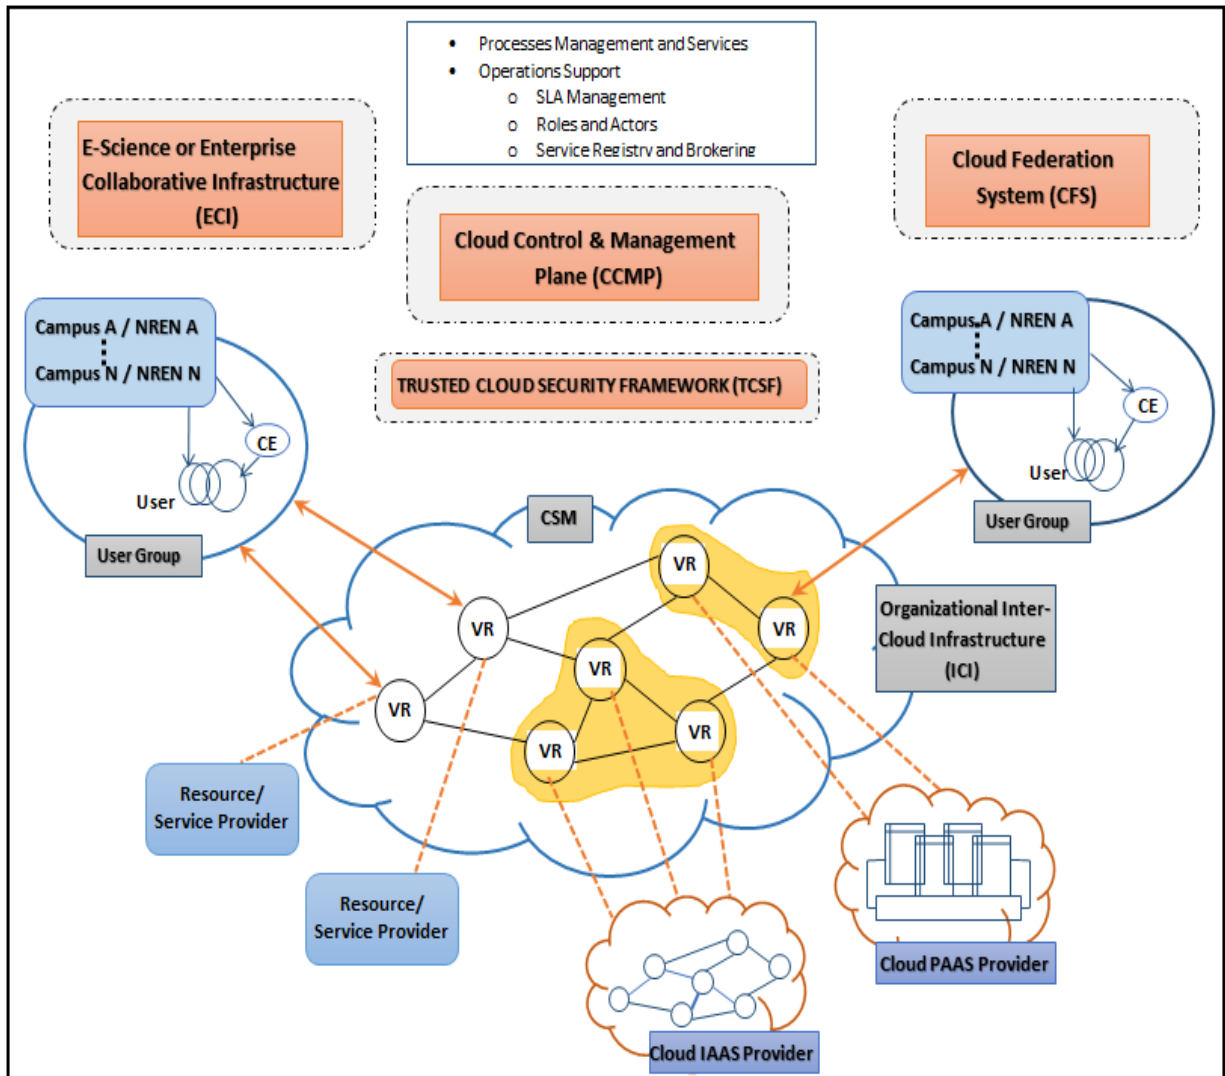 • Processes Management and Services
• Operations Support
o SLA Management
o Roles and Actors
o Service Registry and Brokering
E-Science or Enterprise
Collaborative Infrastructure
(ECI)
Cloud Control & Management
Plane (CCMP)
Cloud Federation
System (CFS)
TRUSTED CLOUD SECURITY FRAMEWORK (TCSF)
Campus A / NREN A
Campus N / NREN N
CE
User
User Group
Campus A / NREN A
Campus N / NREN N
CE
User
User Group
CSM
Organizational Inter-
Cloud Infrastructure
(ICI)
VR
VR
VR
VR
VR
VR
VR
Resource/
Service Provider
Resource/
Service Provider
Cloud PAAS Provider
Cloud IAAS Provider